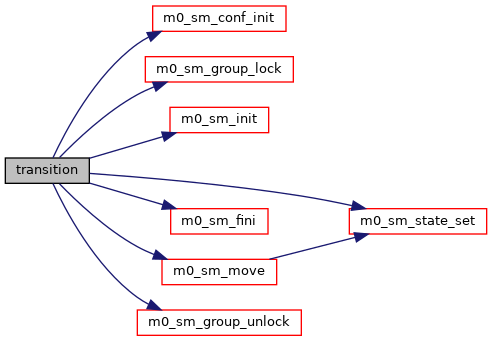 m0_sm_conf_init
m0_sm_group_lock
m0_sm_init
transition
m0_sm_fini
m0_sm_state_set
m0_sm_move
m0_sm_group_unlock